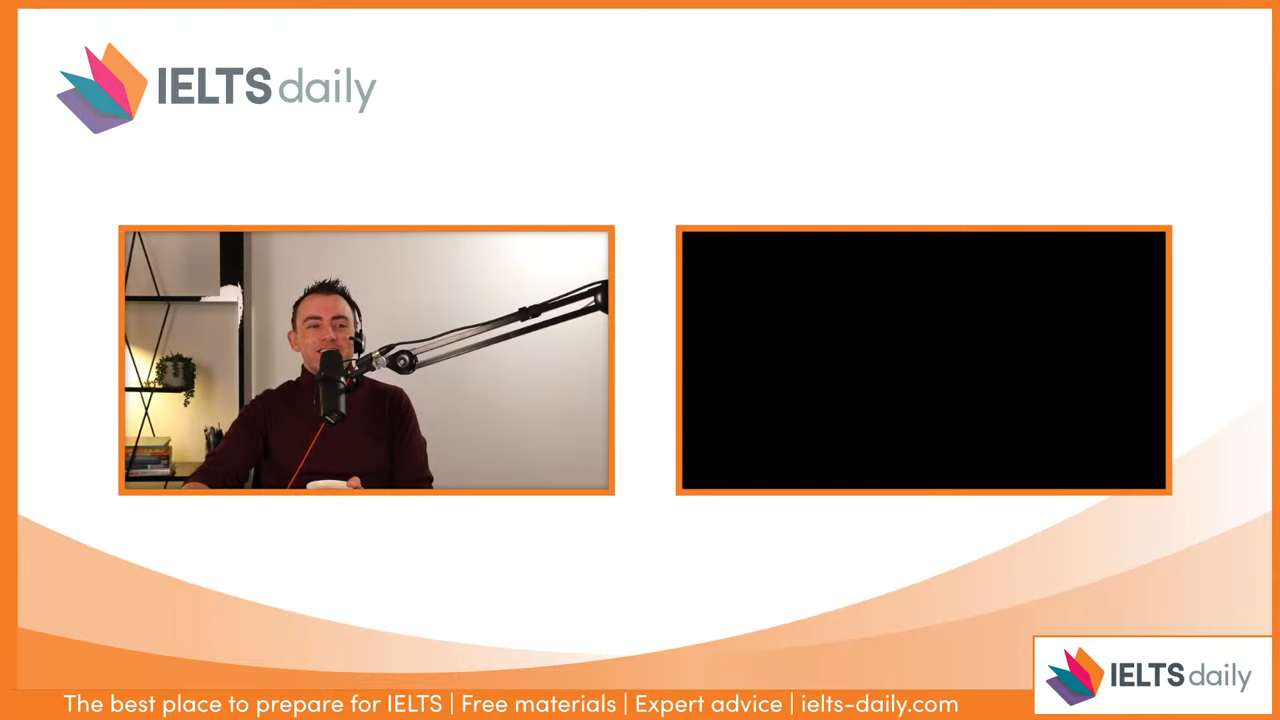 IELTS daily
IELTS daily
The best place to prepare for IELTS | Free materials | Expert advice | ielts-daily.com